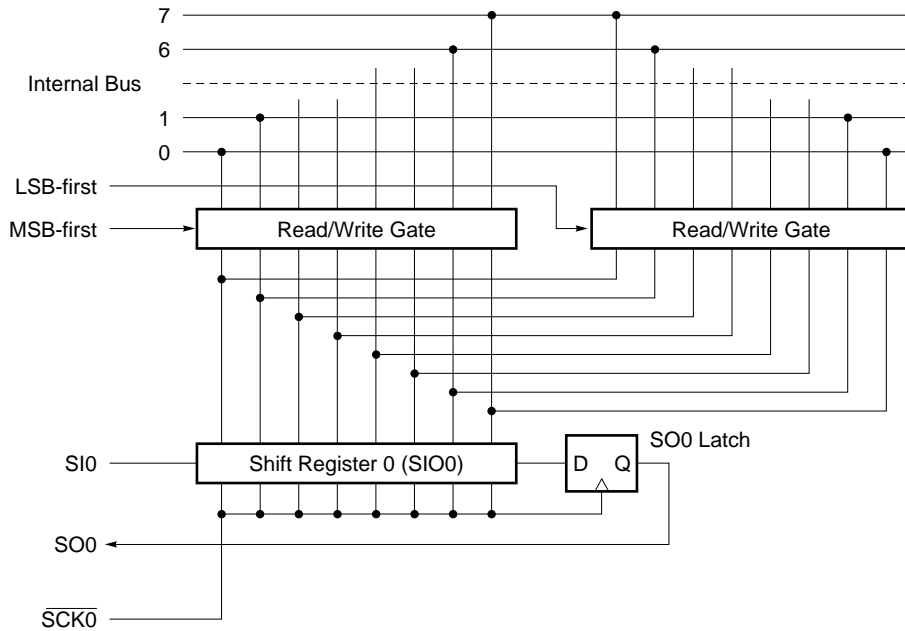 7
6
Internal Bus
1
0
LSB-first
MSB-first
Read/Write Gate
Read/Write Gate
SO0 Latch
SI0
Shift Register 0 (SIO0)
D
Q
SO0
S̅C̅K̅0̅